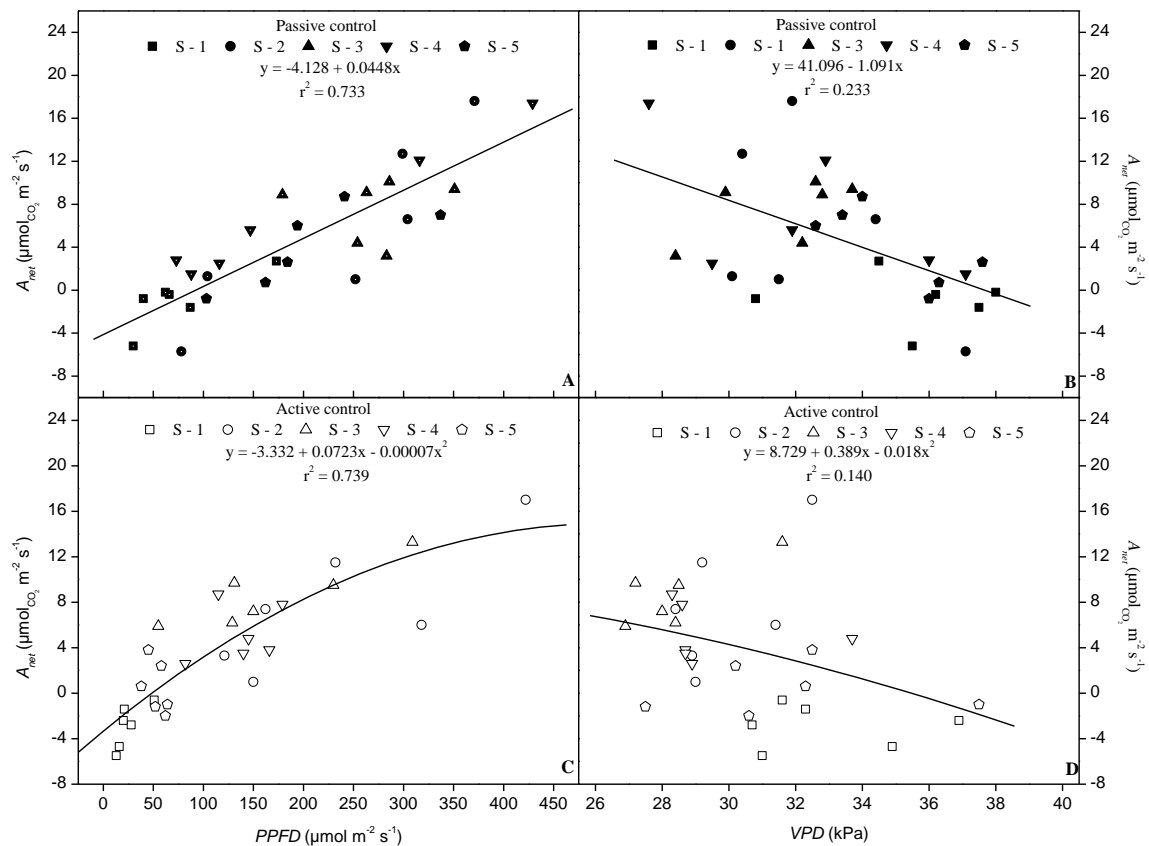 Passive control
S - 1 S - 2 S - 3 S - 4 S - 5
y = -4.128 + 0.0448x
r² = 0.733
24
20
16
12
8
4
0
-4
-8
A_net (µmol_CO₂ m⁻² s⁻¹)
A
Passive control
S - 1 S - 1 S - 3 S - 4 S - 5
y = 41.096 - 1.091x
r² = 0.233
24
20
16
12
8
4
0
-4
-8
A_net (µmol_CO₂ m⁻² s⁻¹)
B
Active control
S - 1 S - 2 S - 3 S - 4 S - 5
y = -3.332 + 0.0723x - 0.00007x²
r² = 0.739
24
20
16
12
8
4
0
-4
-8
A_net (µmol_CO₂ m⁻² s⁻¹)
C
0 50 100 150 200 250 300 350 400 450
PPFD (µmol m⁻² s⁻¹)
Active control
S - 1 S - 2 S - 3 S - 4 S - 5
y = 8.729 + 0.389x - 0.018x²
r² = 0.140
24
20
16
12
8
4
0
-4
-8
A_net (µmol_CO₂ m⁻² s⁻¹)
D
26 28 30 32 34 36 38 40
VPD (kPa)